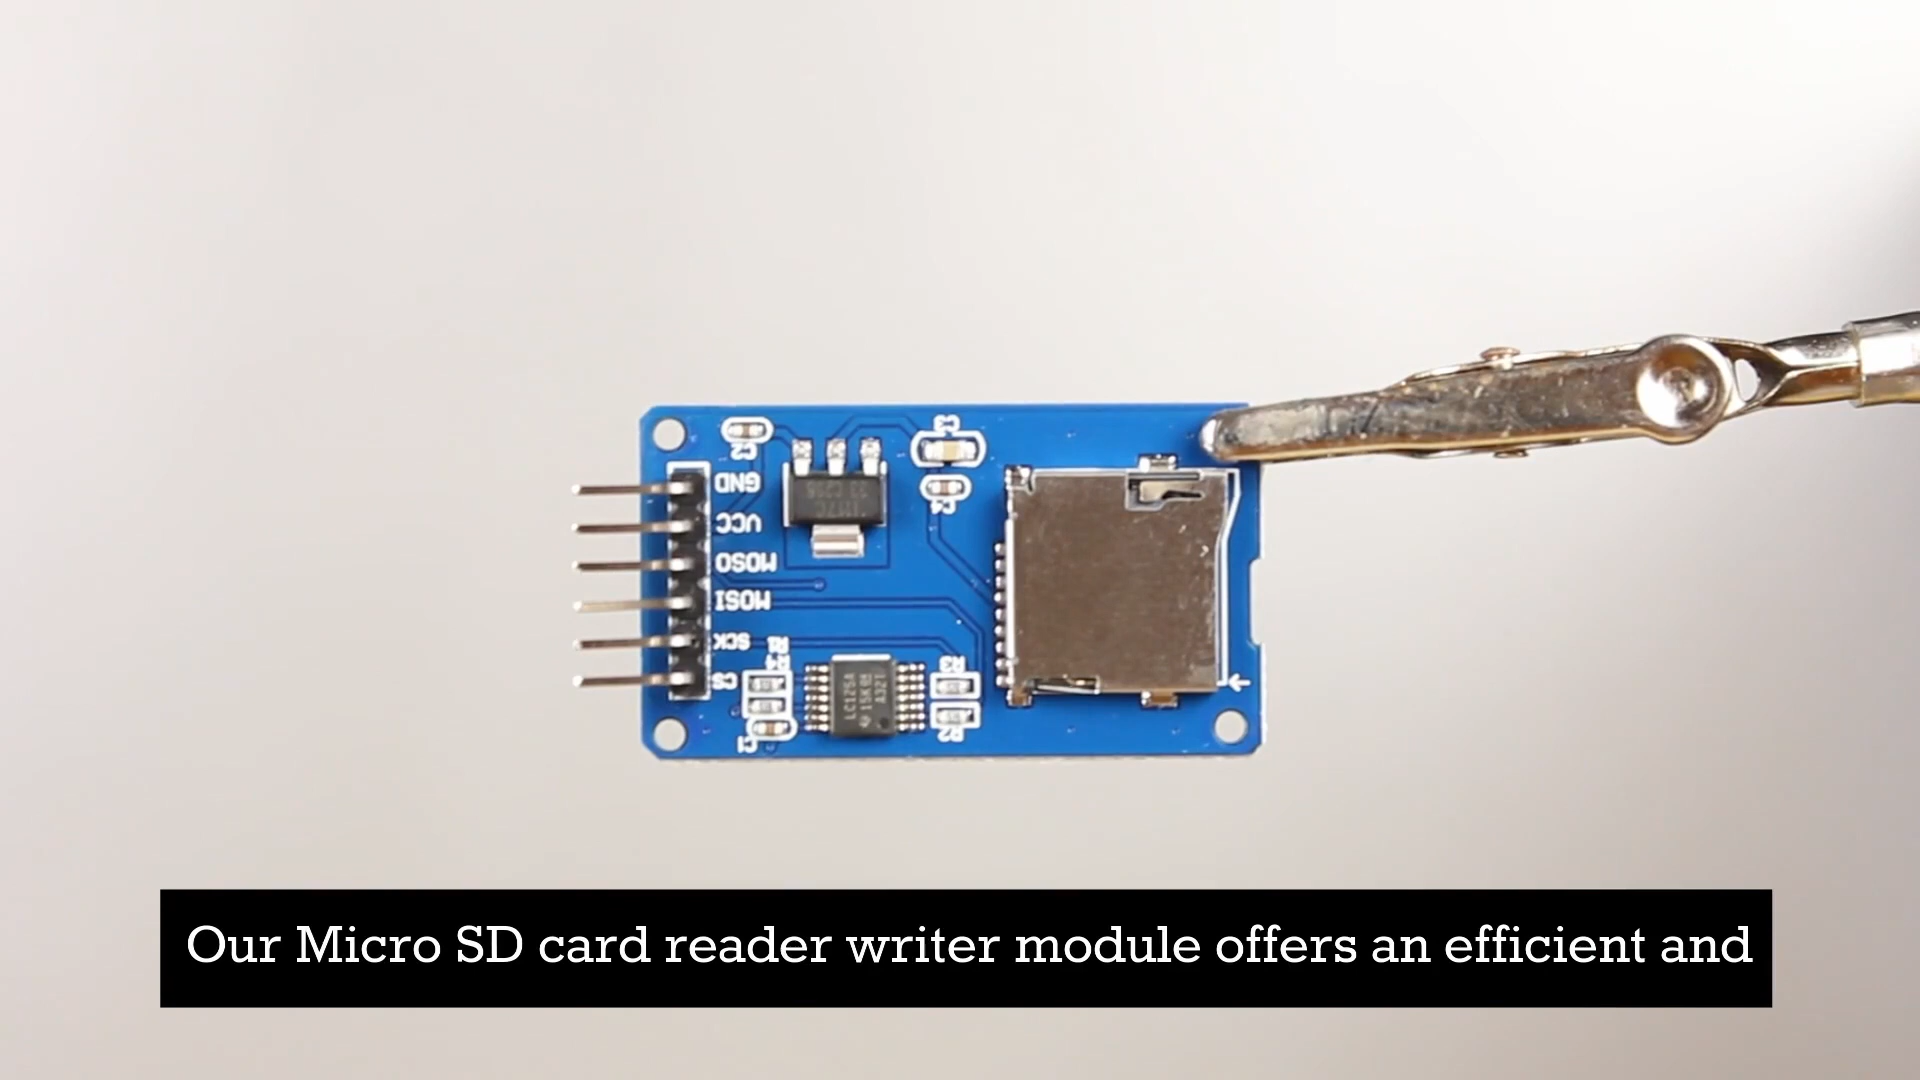 C2
C3
C4
GND
VCC
MOSO
MOSI
SCK
CS
R1
R4
R3
R2
C1
LC125A
Our Micro SD card reader writer module offers an efficient and